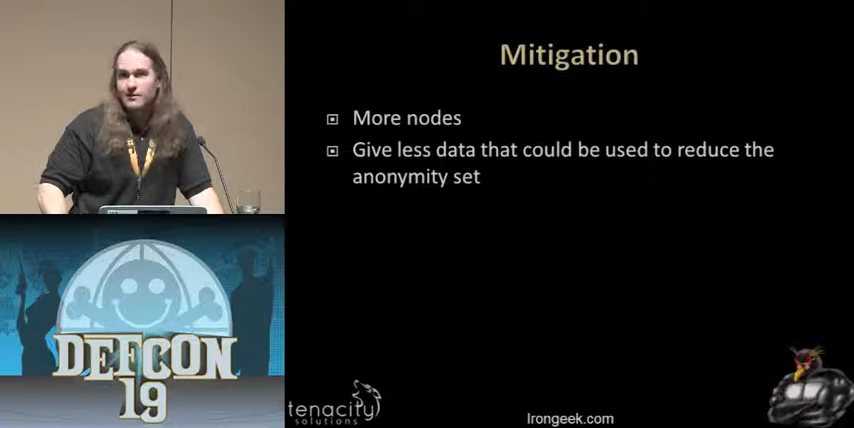 Mitigation
More nodes
Give less data that could be used to reduce the
anonymity set
DEFCON
19
tenacity
solutions
Irongeek.com